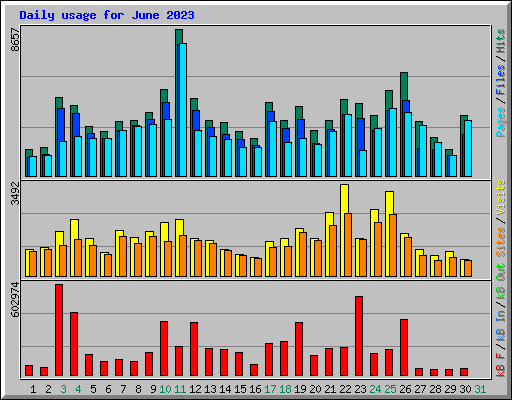 Daily usage for June 2023
8657
Pages / Files / Hits
3492
Sites / Visits
602974
kB F / kB In / kB Out
1 2 3 4 5 6 7 8 9 10 11 12 13 14 15 16 17 18 19 20 21 22 23 24 25 26 27 28 29 30 31